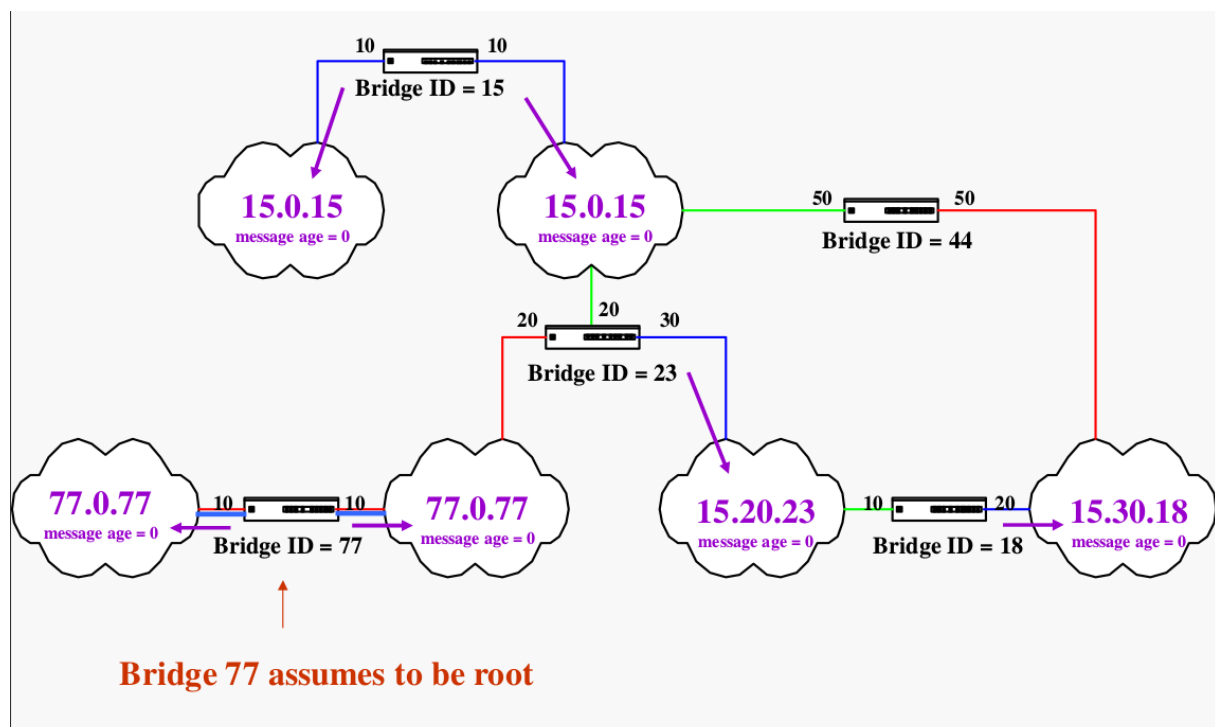 10 10
Bridge ID = 15
15.0.15
message age = 0
15.0.15
message age = 0
50 50
Bridge ID = 44
20 20 30
Bridge ID = 23
77.0.77
message age = 0
10 10
Bridge ID = 77
77.0.77
message age = 0
15.20.23
message age = 0
10 20
Bridge ID = 18
15.30.18
message age = 0
Bridge 77 assumes to be root